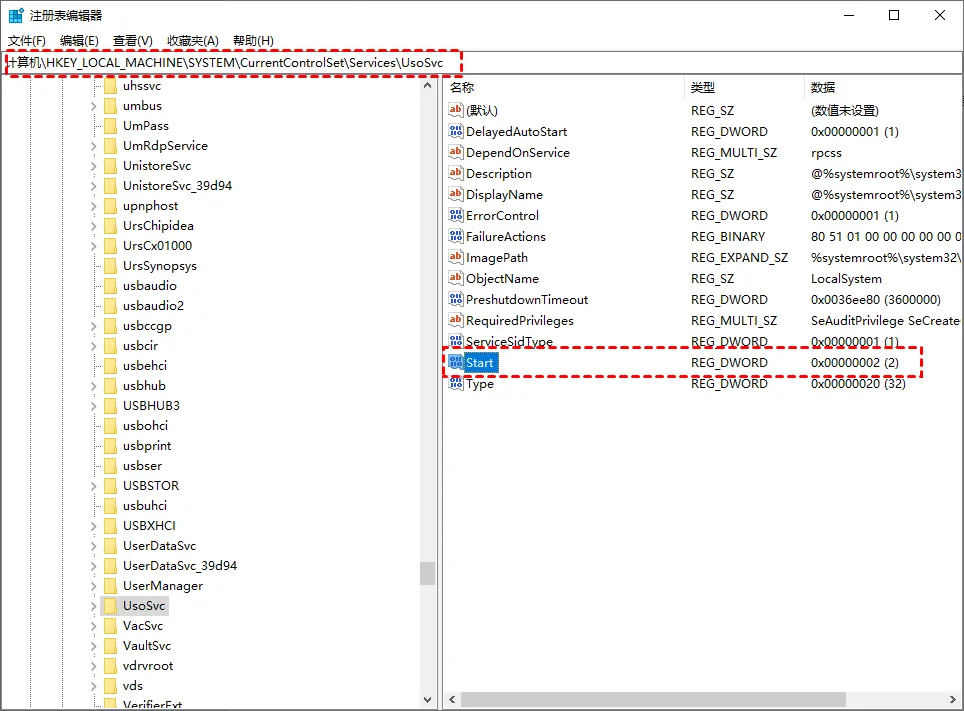 注册表编辑器
文件(F) 编辑(E) 查看(V) 收藏夹(A) 帮助(H)
计算机\HKEY_LOCAL_MACHINE\SYSTEM\CurrentControlSet\Services\UsoSvc
uhssvc
umbus
UmPass
UmRdpService
UnistoreSvc
UnistoreSvc_39d94
upnphost
UrsChipidea
UrsCx01000
UrsSynopsys
usbaudio
usbaudio2
usbccgp
usbcir
usbehci
usbhub
USBHUB3
usbohci
usbprint
usbser
USBSTOR
usbuhci
USBXHCI
UserDataSvc
UserDataSvc_39d94
UserManager
UsoSvc
VacSvc
VaultSvc
vdrvroot
vds
VerifierExt
名称 类型 数据
(默认) REG_SZ (数值未设置)
DelayedAutoStart REG_DWORD 0x00000001 (1)
DependOnService REG_MULTI_SZ rpcss
Description REG_SZ @%systemroot%\system3
DisplayName REG_SZ @%systemroot%\system3
ErrorControl REG_DWORD 0x00000001 (1)
FailureActions REG_BINARY 80 51 01 00 00 00 00 00 0
ImagePath REG_EXPAND_SZ %systemroot%\system32\
ObjectName REG_SZ LocalSystem
PreshutdownTimeout REG_DWORD 0x0036ee80 (3600000)
RequiredPrivileges REG_MULTI_SZ SeAuditPrivilege SeCreate
ServiceSidType REG_DWORD 0x00000001 (1)
Start REG_DWORD 0x00000002 (2)
Type REG_DWORD 0x00000020 (32)